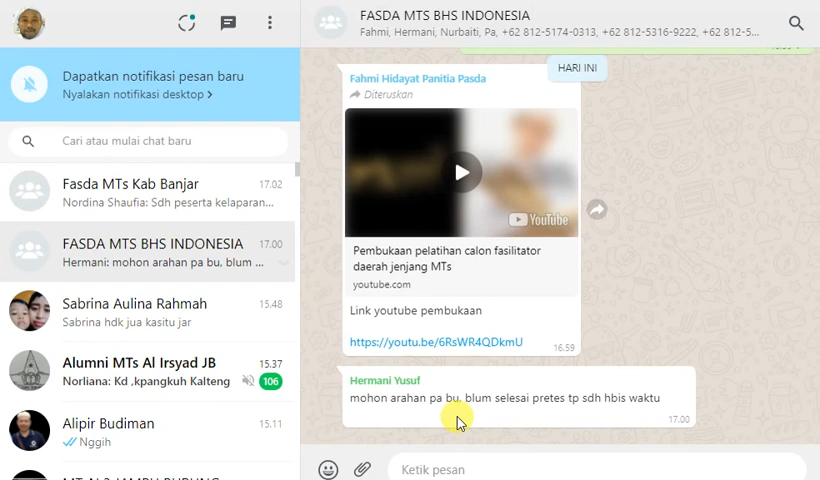 FASDA MTS BHS INDONESIA
Fahmi, Hermani, Nurbaiti, Pa, +62 812-5174-0313, +62 812-5316-9222, +62 812-5...
Dapatkan notifikasi pesan baru
Nyalakan notifikasi desktop >
Cari atau mulai chat baru
Fasda MTs Kab Banjar 17.02
Nordina Shaufia: Sdh peserta kelaparan...
FASDA MTS BHS INDONESIA 17.00
Hermani: mohon arahan pa bu, blum ...
Sabrina Aulina Rahmah 15.48
Sabrina hdk jua kasitu jar
Alumni MTs Al Irsyad JB 15.37
Norliana: Kd ,kpangkuh Kalteng 106
Alipir Budiman 15.11
Nggih
HARI INI
Fahmi Hidayat Panitia Pasda
Diteruskan
YouTube
Pembukaan pelatihan calon fasilitator
daerah jenjang MTs
youtube.com
Link youtube pembukaan
https://youtu.be/6RsWR4QDkmU 16.59
Hermani Yusuf
mohon arahan pa bu, blum selesai pretes tp sdh hbis waktu
17.00
Ketik pesan